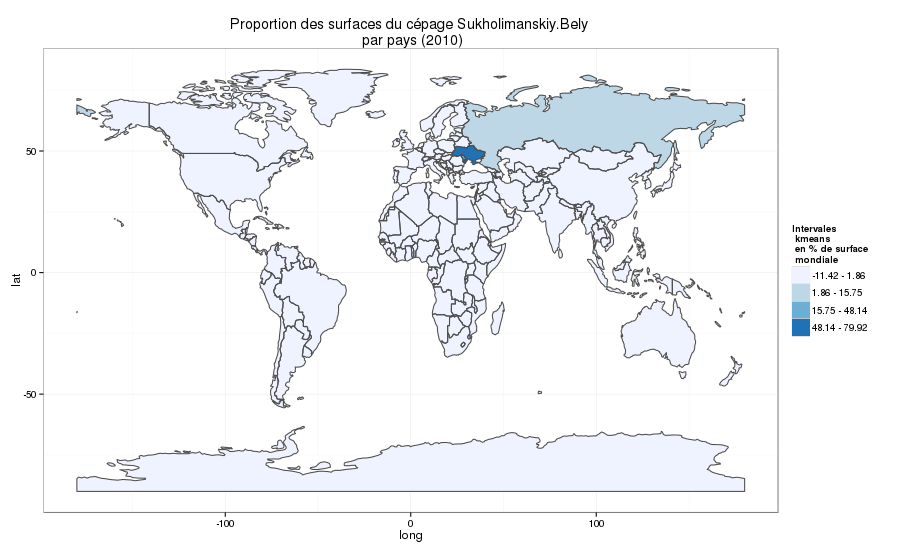 Proportion des surfaces du cépage Sukholimanskiy.Bely
par pays (2010)
50
0
-50
lat
-100
0
100
long
Intervales
kmeans
en % de surface
mondiale
-11.42 - 1.86
1.86 - 15.75
15.75 - 48.14
48.14 - 79.92